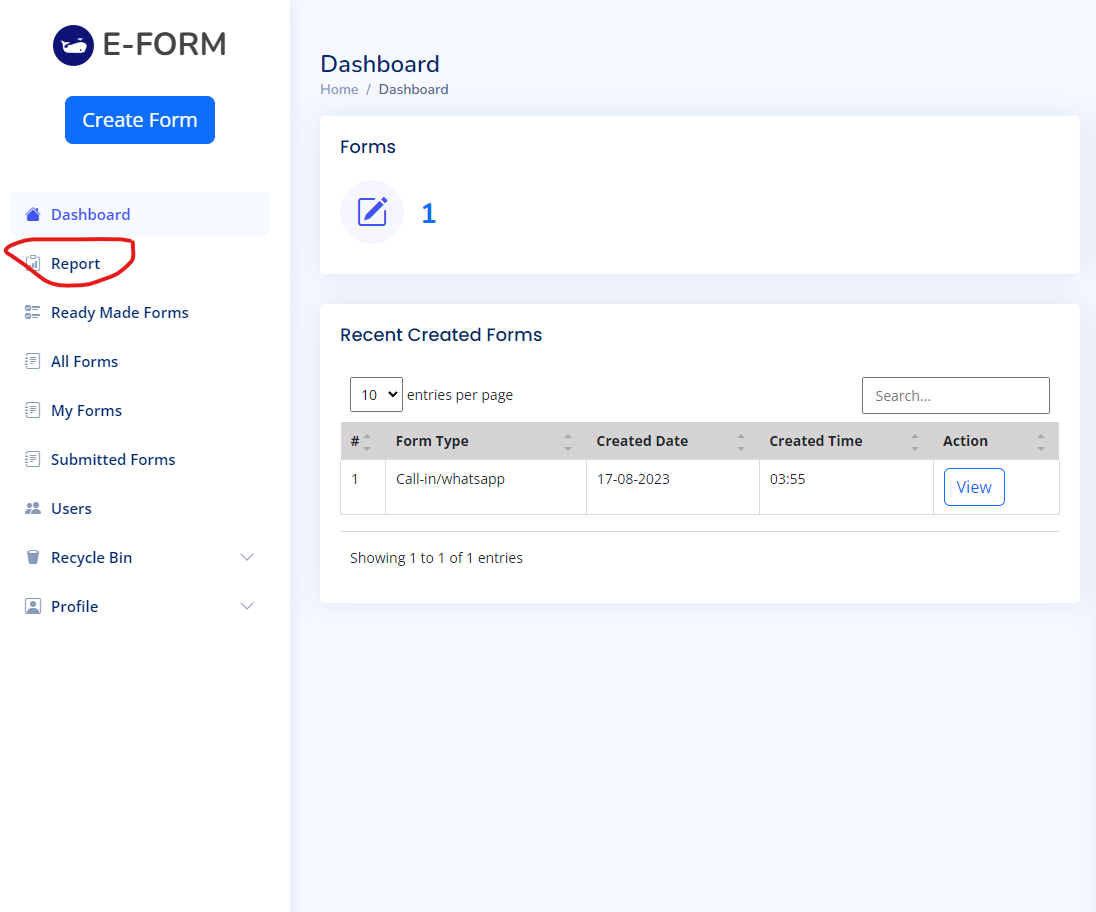 E-FORM
Create Form
Dashboard
Report
Ready Made Forms
All Forms
My Forms
Submitted Forms
Users
Recycle Bin
Profile
Dashboard
Home / Dashboard
Forms
1
Recent Created Forms
10 entries per page Search...
# Form Type Created Date Created Time Action
1 Call-in/whatsapp 17-08-2023 03:55 View
Showing 1 to 1 of 1 entries